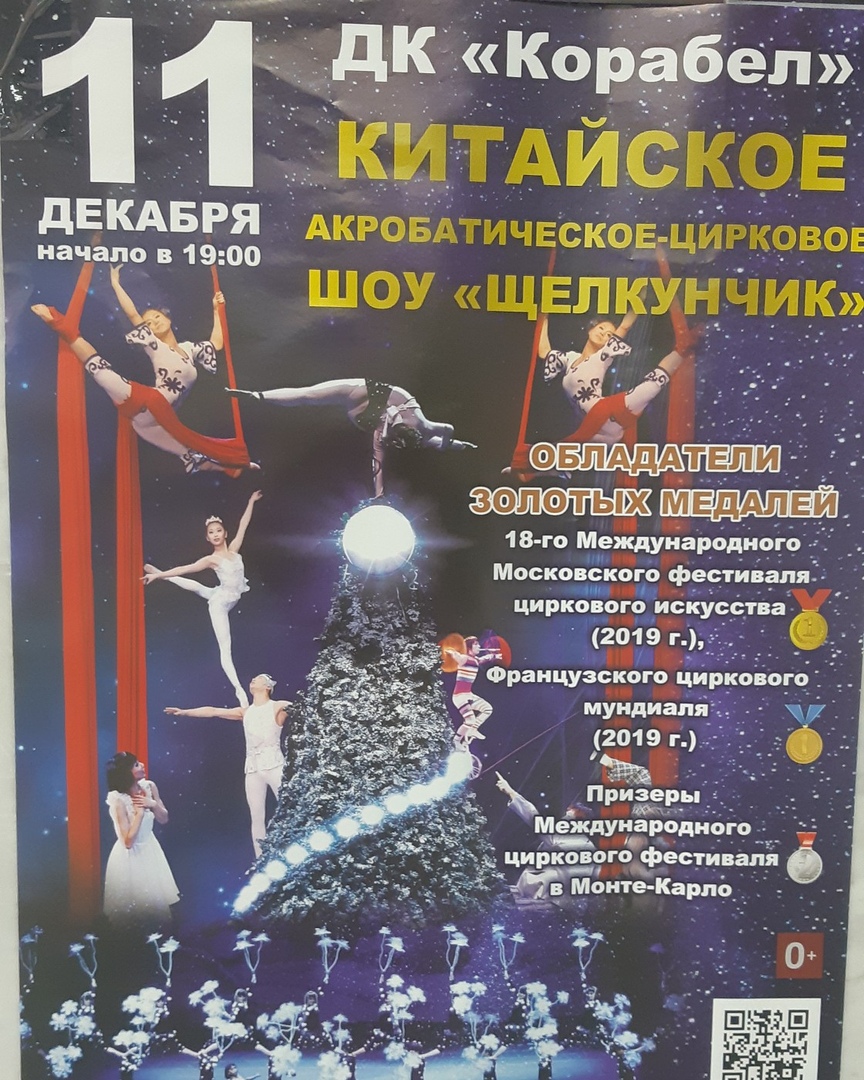 11
ДЕКАБРЯ
начало в 19:00
ДК «Корабел»
КИТАЙСКОЕ
АКРОБАТИЧЕСКОЕ-ЦИРКОВОЕ
ШОУ «ЩЕЛКУНЧИК»
ОБЛАДАТЕЛИ
ЗОЛОТЫХ МЕДАЛЕЙ
18-го Международного
Московского фестиваля
циркового искусства
(2019 г.),
Французского циркового
мундиаля
(2019 г.)
Призеры
Международного
циркового фестиваля
в Монте-Карло
0+